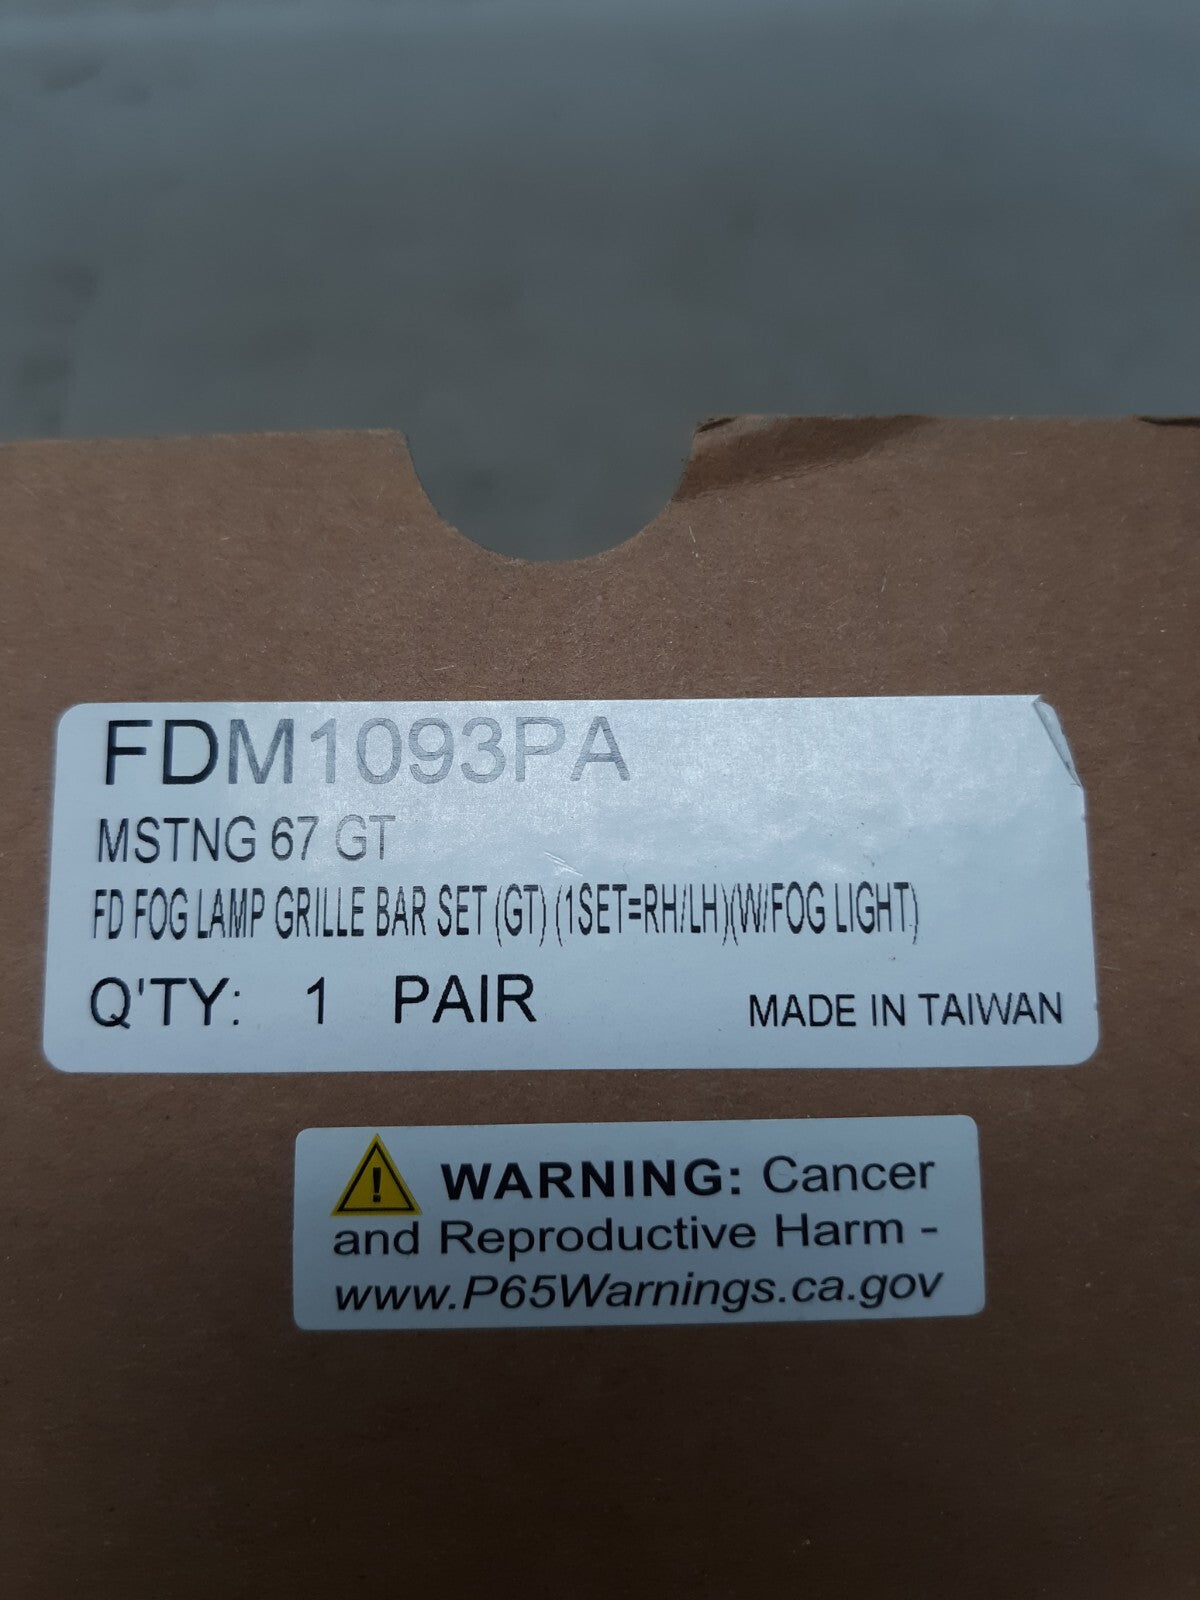 FDM1093PA
MSTNG 67 GT
FD FOG LAMP GRILLE BAR SET (GT) (1SET=RH/LH)(W/FOG LIGHT)
Q'TY: 1 PAIR MADE IN TAIWAN
WARNING: Cancer
and Reproductive Harm -
www.P65Warnings.ca.gov